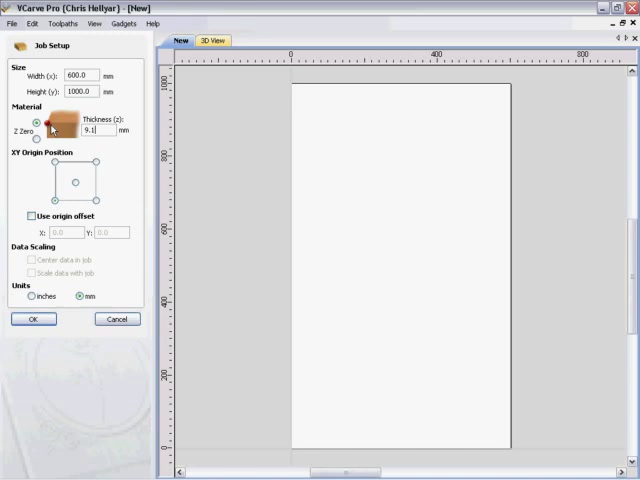 VCarve Pro {Chris Hellyar} - [New]
File Edit Toolpaths View Gadgets Help
Job Setup
New 3D View
Size
Width (x): 600.0 mm
Height (y): 1000.0 mm
Material
Thickness (z):
Z Zero 9.1 mm
XY Origin Position
Use origin offset
X: 0.0 Y: 0.0
Data Scaling
Center data in job
Scale data with job
Units
inches mm
OK Cancel
0 400 800
1000
800
600
400
200
0